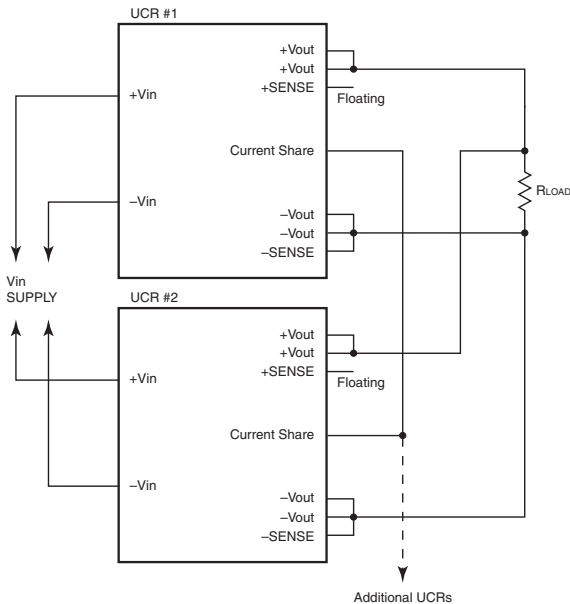 UCR #1
+Vout
+Vout
+SENSE
Floating
+Vin
Current Share
–Vin
–Vout
–Vout
–SENSE
RLOAD
Vin
SUPPLY
UCR #2
+Vout
+Vout
+SENSE
Floating
+Vin
Current Share
–Vin
–Vout
–Vout
–SENSE
Additional UCRs